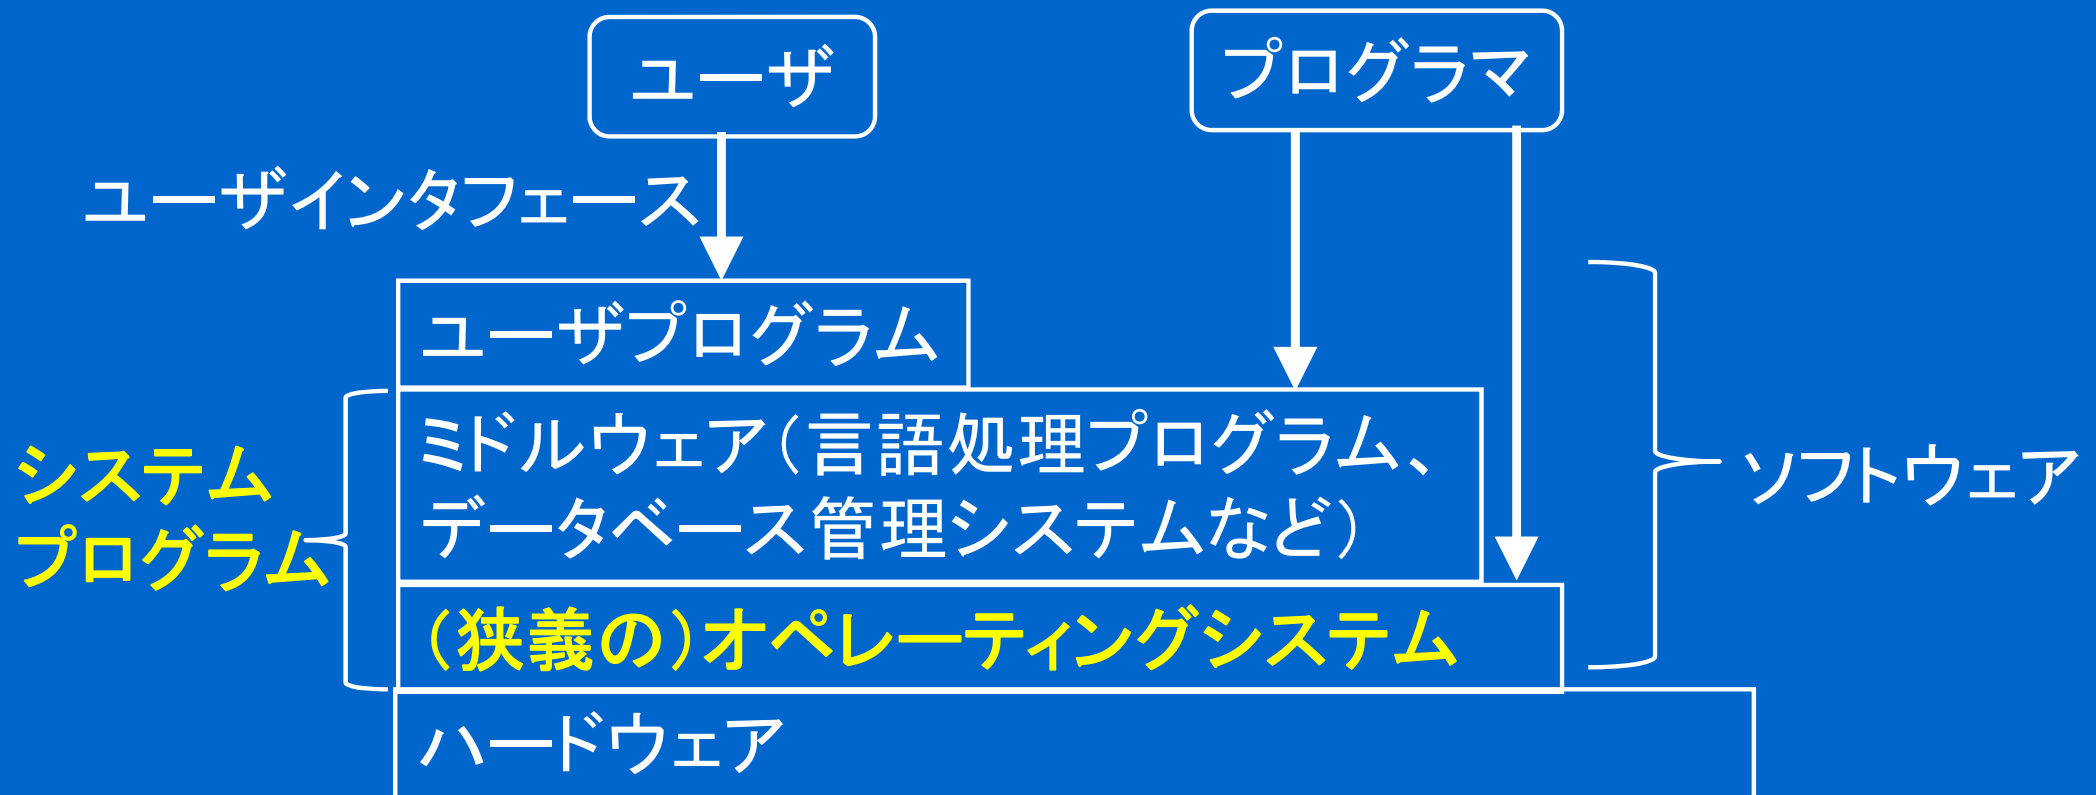 ユーザ
プログラマ
ユーザインタフェース
ユーザプログラム
ミドルウェア（言語処理プログラム、
データベース管理システムなど）
システム
プログラム
ソフトウェア
（狭義の）オペレーティングシステム
ハードウェア